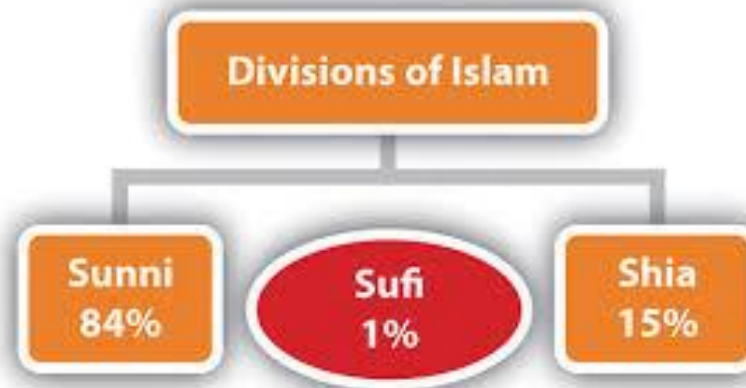 Divisions of Islam
Sunni
84%
Sufi
1%
Shia
15%